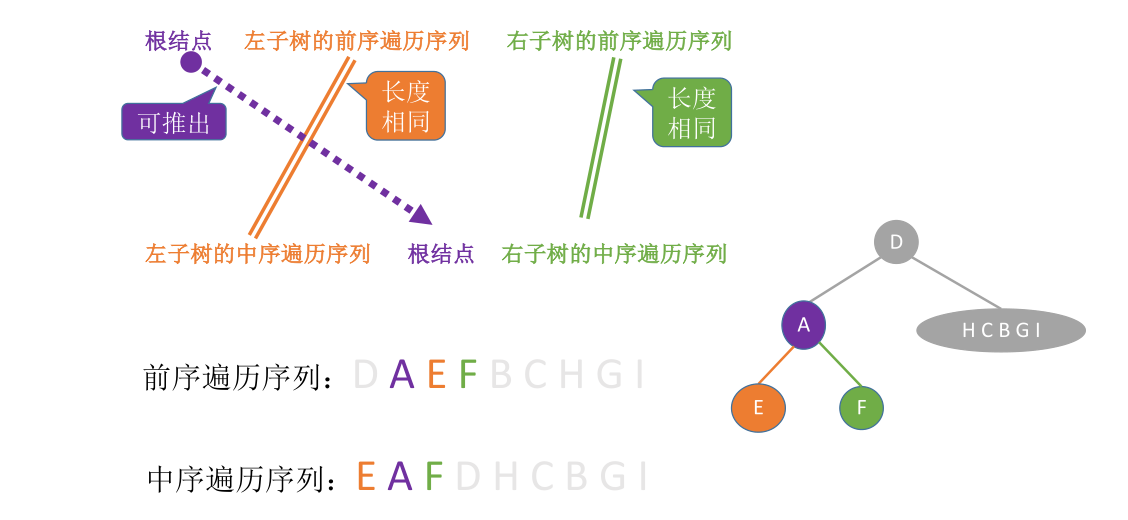 根结点 左子树的前序遍历序列 右子树的前序遍历序列
可推出
长度
相同
长度
相同
左子树的中序遍历序列 根结点 右子树的中序遍历序列
D
A
H C B G I
E
F
前序遍历序列： D A E F B C H G I
中序遍历序列： E A F D H C B G I